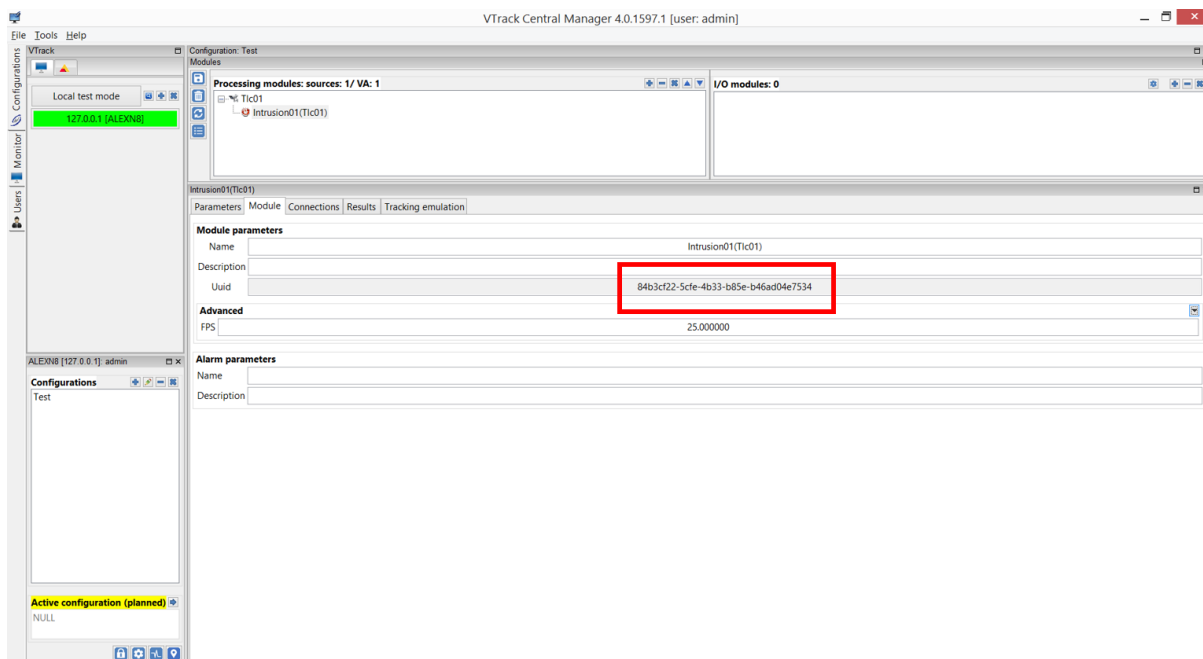 VTrack Central Manager 4.0.1597.1 [user: admin]
File Tools Help
Configurations
Monitor
Users
VTrack
Local test mode
127.0.0.1 [ALEXN8]
Configuration: Test
Modules
Processing modules: sources: 1/ VA: 1
Tlc01
Intrusion01(Tlc01)
I/O modules: 0
Intrusion01(Tlc01)
Parameters Module Connections Results Tracking emulation
Module parameters
Name Intrusion01(Tlc01)
Description
Uuid 84b3cf22-5cfe-4b33-b85e-b46ad04e7534
Advanced
FPS 25.000000
Alarm parameters
Name
Description
ALEXN8 [127.0.0.1]: admin
Configurations
Test
Active configuration (planned)
NULL